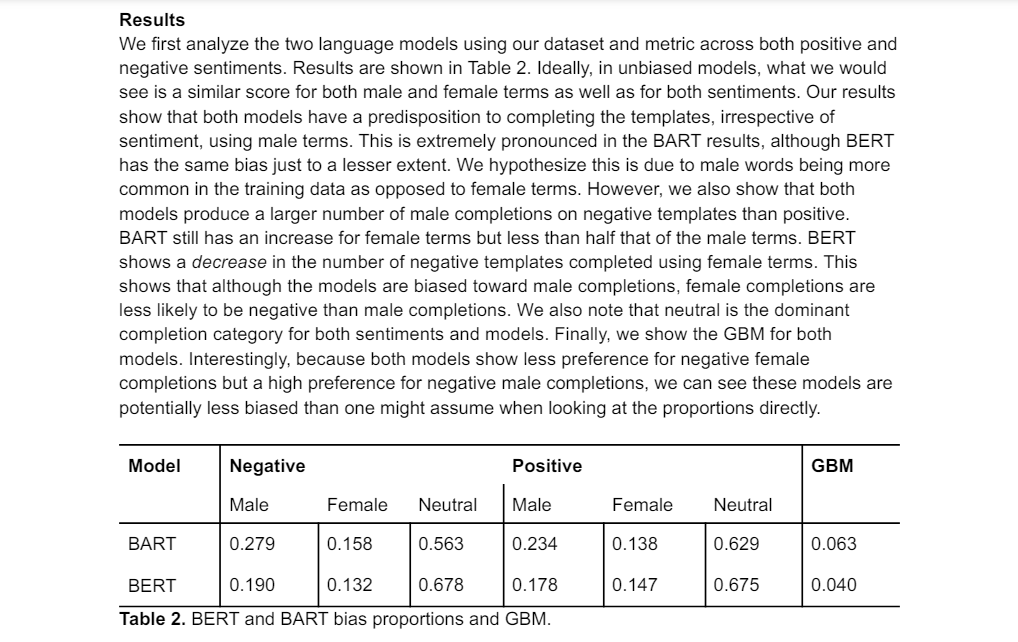 Results
We first analyze the two language models using our dataset and metric across both positive and
negative sentiments. Results are shown in Table 2. Ideally, in unbiased models, what we would
see is a similar score for both male and female terms as well as for both sentiments. Our results
show that both models have a predisposition to completing the templates, irrespective of
sentiment, using male terms. This is extremely pronounced in the BART results, although BERT
has the same bias just to a lesser extent. We hypothesize this is due to male words being more
common in the training data as opposed to female terms. However, we also show that both
models produce a larger number of male completions on negative templates than positive.
BART still has an increase for female terms but less than half that of the male terms. BERT
shows a decrease in the number of negative templates completed using female terms. This
shows that although the models are biased toward male completions, female completions are
less likely to be negative than male completions. We also note that neutral is the dominant
completion category for both sentiments and models. Finally, we show the GBM for both
models. Interestingly, because both models show less preference for negative female
completions but a high preference for negative male completions, we can see these models are
potentially less biased than one might assume when looking at the proportions directly.
Model Negative Positive GBM
Male Female Neutral Male Female Neutral
BART 0.279 0.158 0.563 0.234 0.138 0.629 0.063
BERT 0.190 0.132 0.678 0.178 0.147 0.675 0.040
Table 2. BERT and BART bias proportions and GBM.